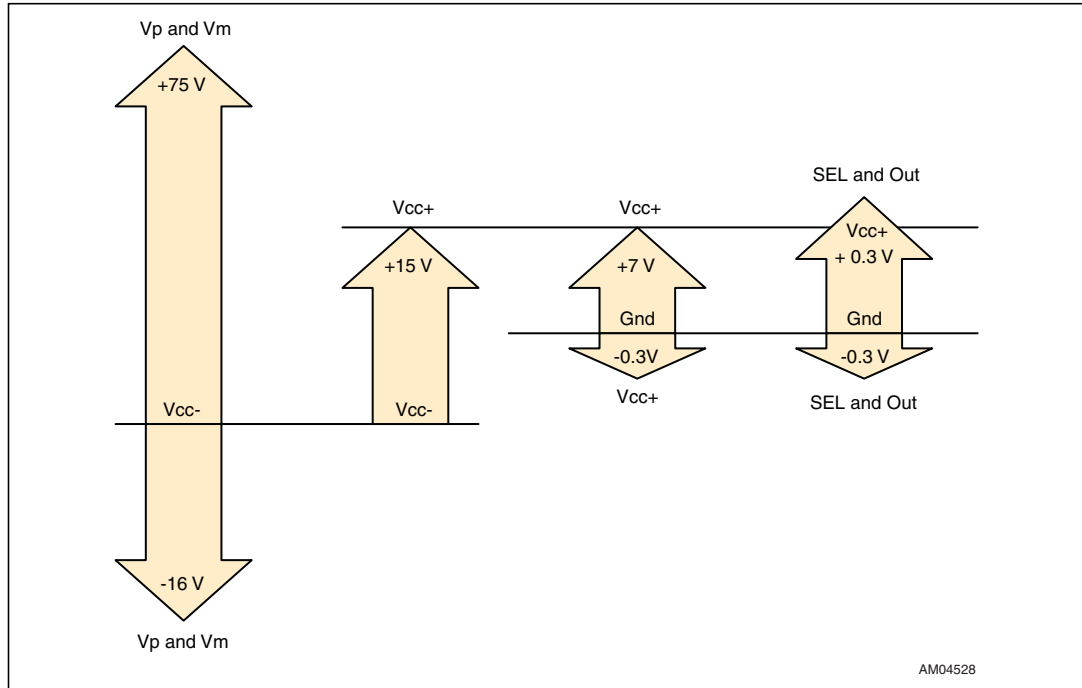 Vp and Vm
+75 V
SEL and Out
Vcc+
Vcc+
Vcc+
+ 0.3 V
+15 V
+7 V
Gnd
Gnd
-0.3V
-0.3 V
Vcc+
SEL and Out
Vcc-
Vcc-
-16 V
Vp and Vm
AM04528